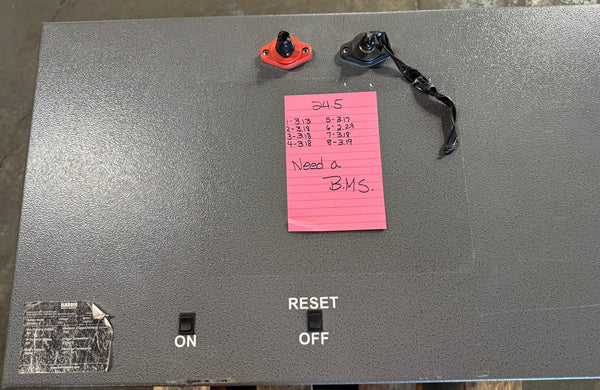 24.5
1-3.13 5-3.17
2-3.18 6-2.29
3-3.18 7-3.18
4-3.18 8-3.19
Need a
B.M.S.
RESET
ON
OFF